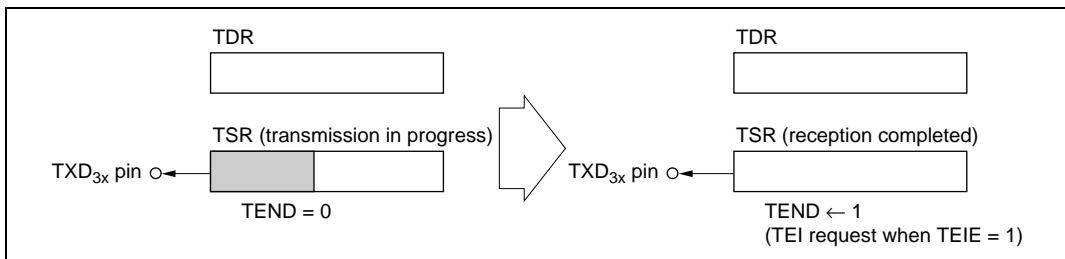 TDR
TSR (transmission in progress)
TXD3x pin
TEND = 0
TDR
TSR (reception completed)
TXD3x pin
TEND ← 1
(TEI request when TEIE = 1)